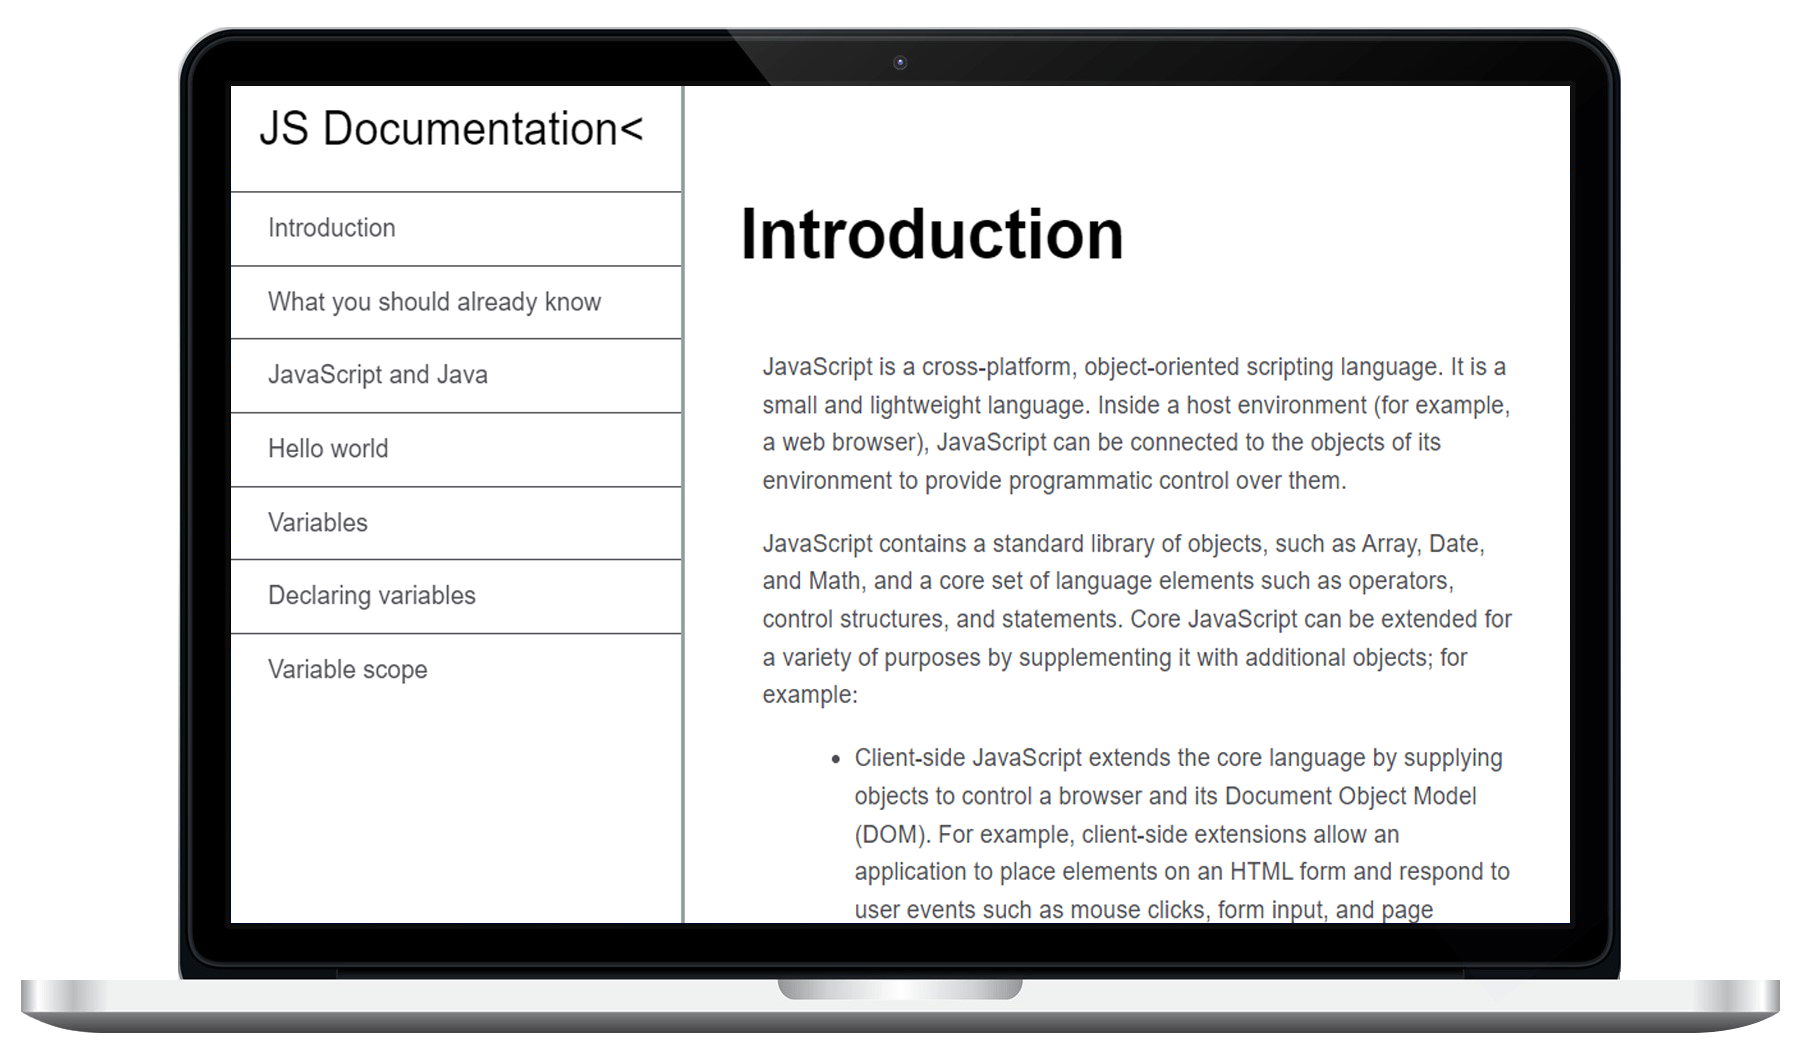 JS Documentation<
Introduction
What you should already know
JavaScript and Java
Hello world
Variables
Declaring variables
Variable scope
Introduction
JavaScript is a cross-platform, object-oriented scripting language. It is a
small and lightweight language. Inside a host environment (for example,
a web browser), JavaScript can be connected to the objects of its
environment to provide programmatic control over them.
JavaScript contains a standard library of objects, such as Array, Date,
and Math, and a core set of language elements such as operators,
control structures, and statements. Core JavaScript can be extended for
a variety of purposes by supplementing it with additional objects; for
example:
• Client-side JavaScript extends the core language by supplying
objects to control a browser and its Document Object Model
(DOM). For example, client-side extensions allow an
application to place elements on an HTML form and respond to
user events such as mouse clicks, form input, and page